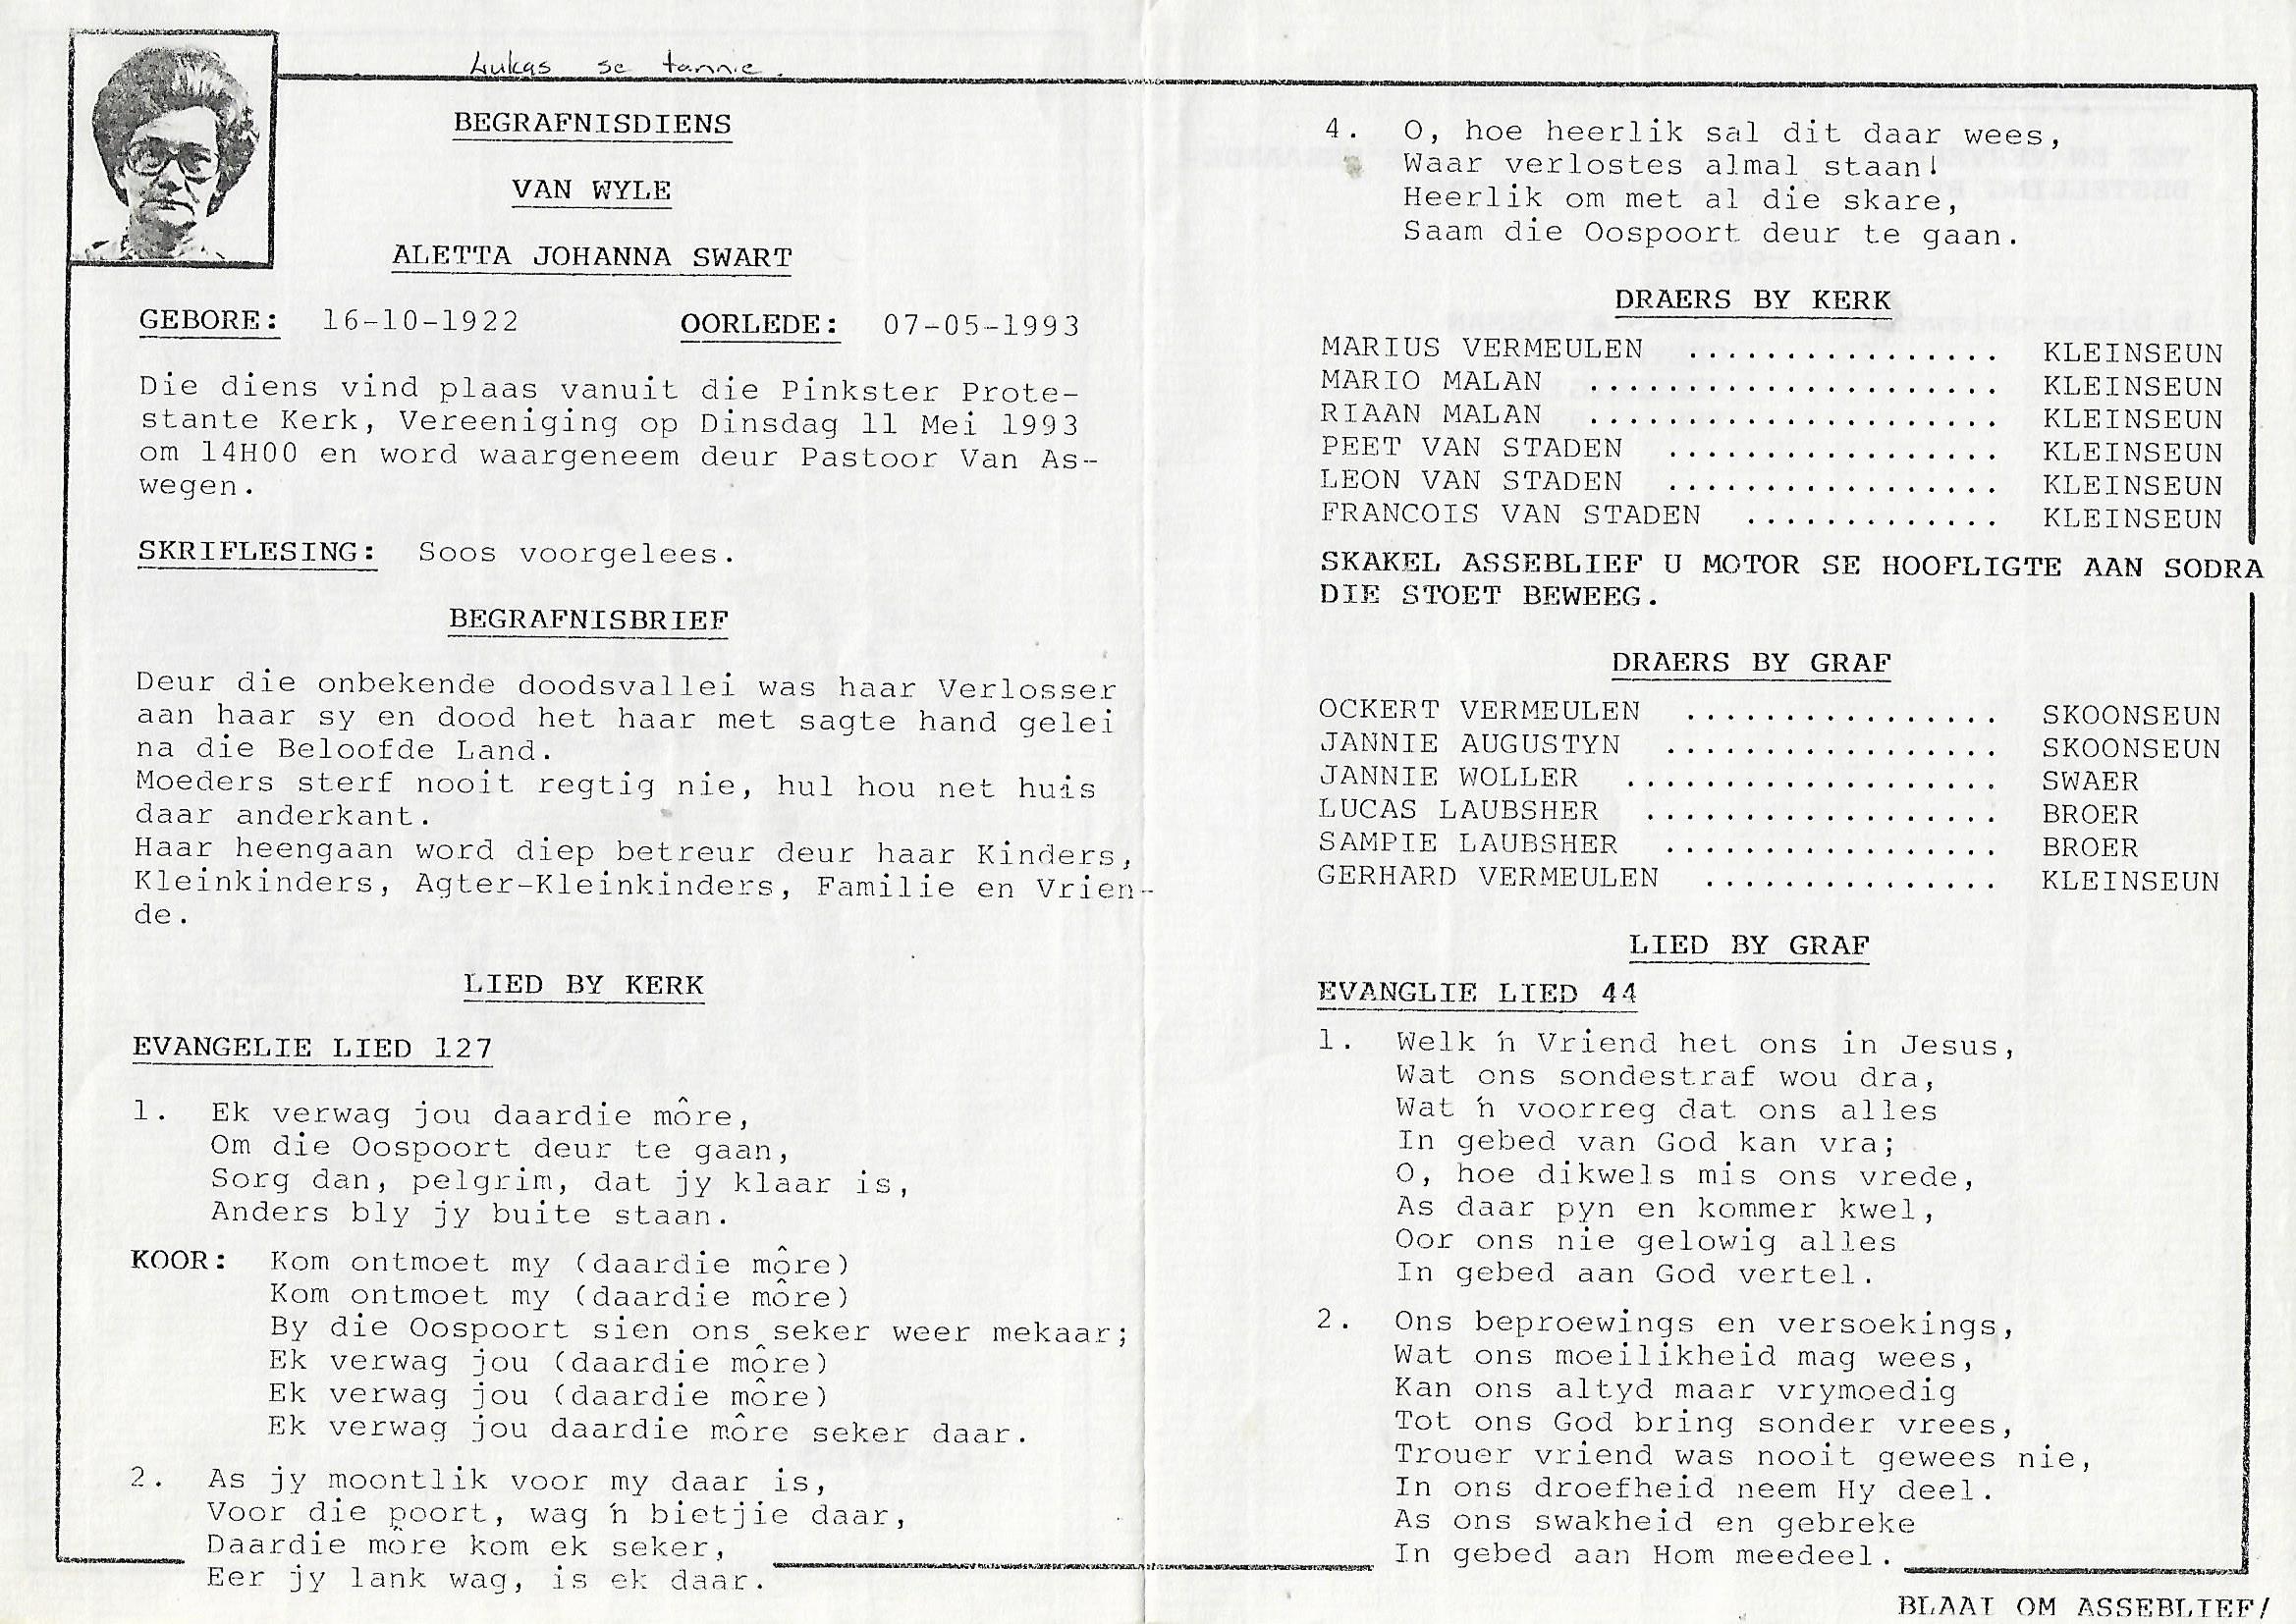 Lukas se tannie.
BEGRAFNISDIENS
VAN WYLE
ALETTA JOHANNA SWART
GEBORE: 16-10-1922 OORLEDE: 07-05-1993
Die diens vind plaas vanuit die Pinkster Prote-
stante Kerk, Vereeniging op Dinsdag 11 Mei 1993
om 14H00 en word waargeneem deur Pastoor Van As-
wegen.
SKRIFLESING: Soos voorgelees.
BEGRAFNISBRIEF
Deur die onbekende doodsvallei was haar Verlosser
aan haar sy en dood het haar met sagte hand gelei
na die Beloofde Land.
Moeders sterf nooit regtig nie, hul hou net huis
daar anderkant.
Haar heengaan word diep betreur deur haar Kinders,
Kleinkinders, Agter-Kleinkinders, Familie en Vrien-
de.
LIED BY KERK
EVANGELIE LIED 127
1. Ek verwag jou daardie môre,
Om die Oospoort deur te gaan,
Sorg dan, pelgrim, dat jy klaar is,
Anders bly jy buite staan.
KOOR: Kom ontmoet my (daardie môre)
Kom ontmoet my (daardie môre)
By die Oospoort sien ons seker weer mekaar;
Ek verwag jou (daardie môre)
Ek verwag jou (daardie môre)
Ek verwag jou daardie môre seker daar.
2. As jy moontlik voor my daar is,
Voor die poort, wag 'n bietjie daar,
Daardie môre kom ek seker,
Eer jy lank wag, is ek daar.
4. O, hoe heerlik sal dit daar wees,
Waar verlostes almal staan!
Heerlik om met al die skare,
Saam die Oospoort deur te gaan.
DRAERS BY KERK
MARIUS VERMEULEN ................ KLEINSEUN
MARIO MALAN ..................... KLEINSEUN
RIAAN MALAN ..................... KLEINSEUN
PEET VAN STADEN ................. KLEINSEUN
LEON VAN STADEN ................. KLEINSEUN
FRANCOIS VAN STADEN ............. KLEINSEUN
SKAKEL ASSEBLIEF U MOTOR SE HOOFLIGTE AAN SODRA
DIE STOET BEWEEG.
DRAERS BY GRAF
OCKERT VERMEULEN ................ SKOONSEUN
JANNIE AUGUSTYN ................. SKOONSEUN
JANNIE WOLLER ................... SWAER
LUCAS LAUBSHER .................. BROER
SAMPIE LAUBSHER ................. BROER
GERHARD VERMEULEN ............... KLEINSEUN
LIED BY GRAF
EVANGLIE LIED 44
1. Welk 'n Vriend het ons in Jesus,
Wat ons sondestraf wou dra,
Wat 'n voorreg dat ons alles
In gebed van God kan vra;
O, hoe dikwels mis ons vrede,
As daar pyn en kommer kwel,
Oor ons nie gelowig alles
In gebed aan God vertel.
2. Ons beproewings en versoekings,
Wat ons moeilikheid mag wees,
Kan ons altyd maar vrymoedig
Tot ons God bring sonder vrees,
Trouer vriend was nooit gewees nie,
In ons droefheid neem Hy deel.
As ons swakheid en gebreke
In gebed aan Hom meedeel.
BLAAI OM ASSEBLIEF/